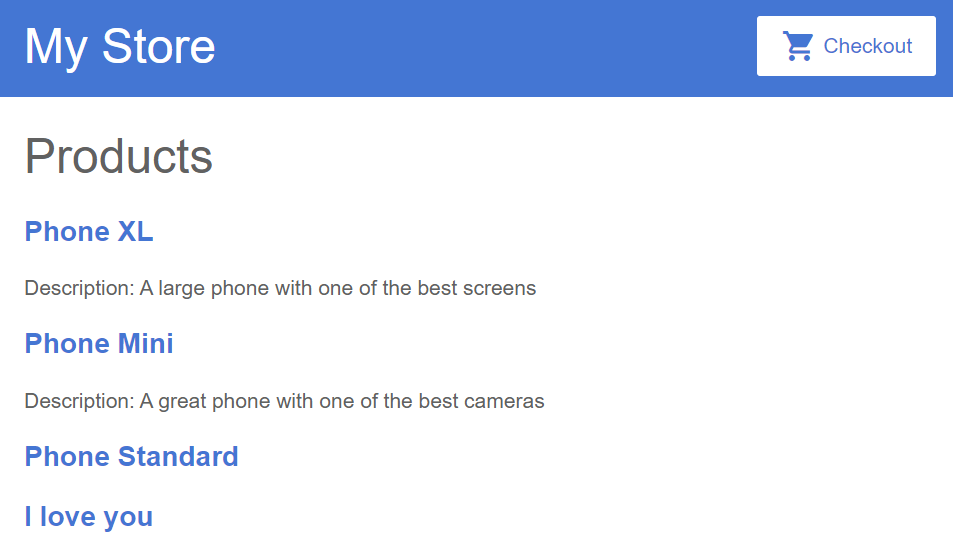 My Store
Checkout
Products
Phone XL
Description: A large phone with one of the best screens
Phone Mini
Description: A great phone with one of the best cameras
Phone Standard
I love you